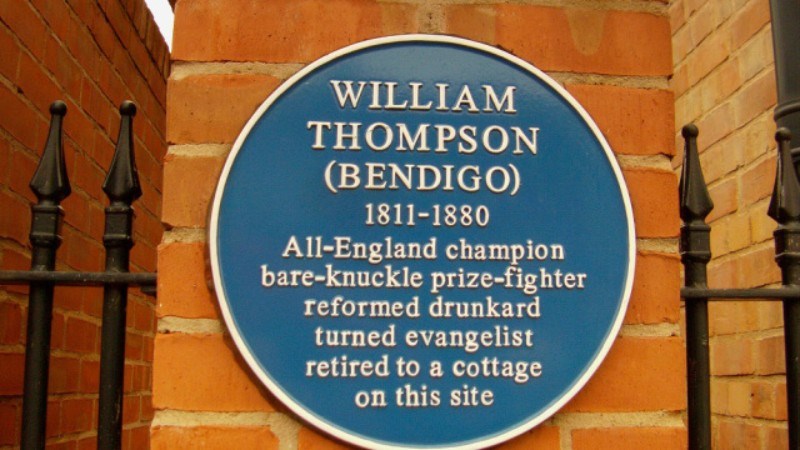 WILLIAM
THOMPSON
(BENDIGO)
1811-1880
All-England champion
bare-knuckle prize-fighter
reformed drunkard
turned evangelist
retired to a cottage
on this site